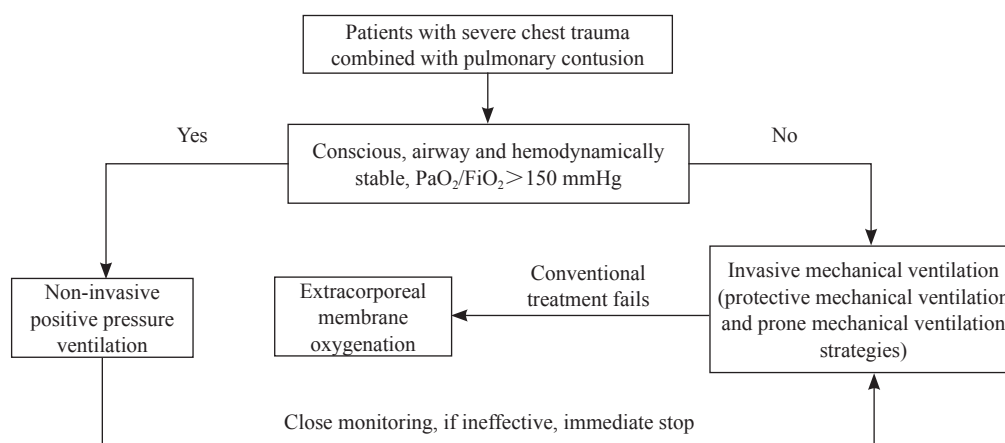 Patients with severe chest trauma
combined with pulmonary contusion
Yes
No
Conscious, airway and hemodynamically
stable, PaO₂/FiO₂＞150 mmHg
Non-invasive
positive pressure
ventilation
Extracorporeal
membrane
oxygenation
Conventional
treatment fails
Invasive mechanical ventilation
(protective mechanical ventilation
and prone mechanical ventilation
strategies)
Close monitoring, if ineffective, immediate stop